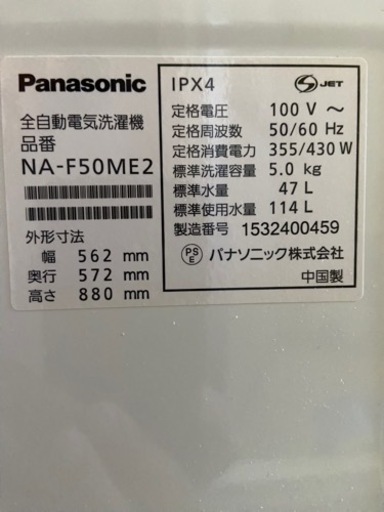 Panasonic
全自動電気洗濯機
品番
NA-F50ME2
外形寸法
幅 562 mm
奥行 572 mm
高さ 880 mm
IPX4
S JET
定格電圧 100 V ～
定格周波数 50/60 Hz
定格消費電力 355/430 W
標準洗濯容量 5.0 kg
標準水量 47 L
標準使用水量 114 L
製造番号 1532400459
PS E パナソニック株式会社
中国製